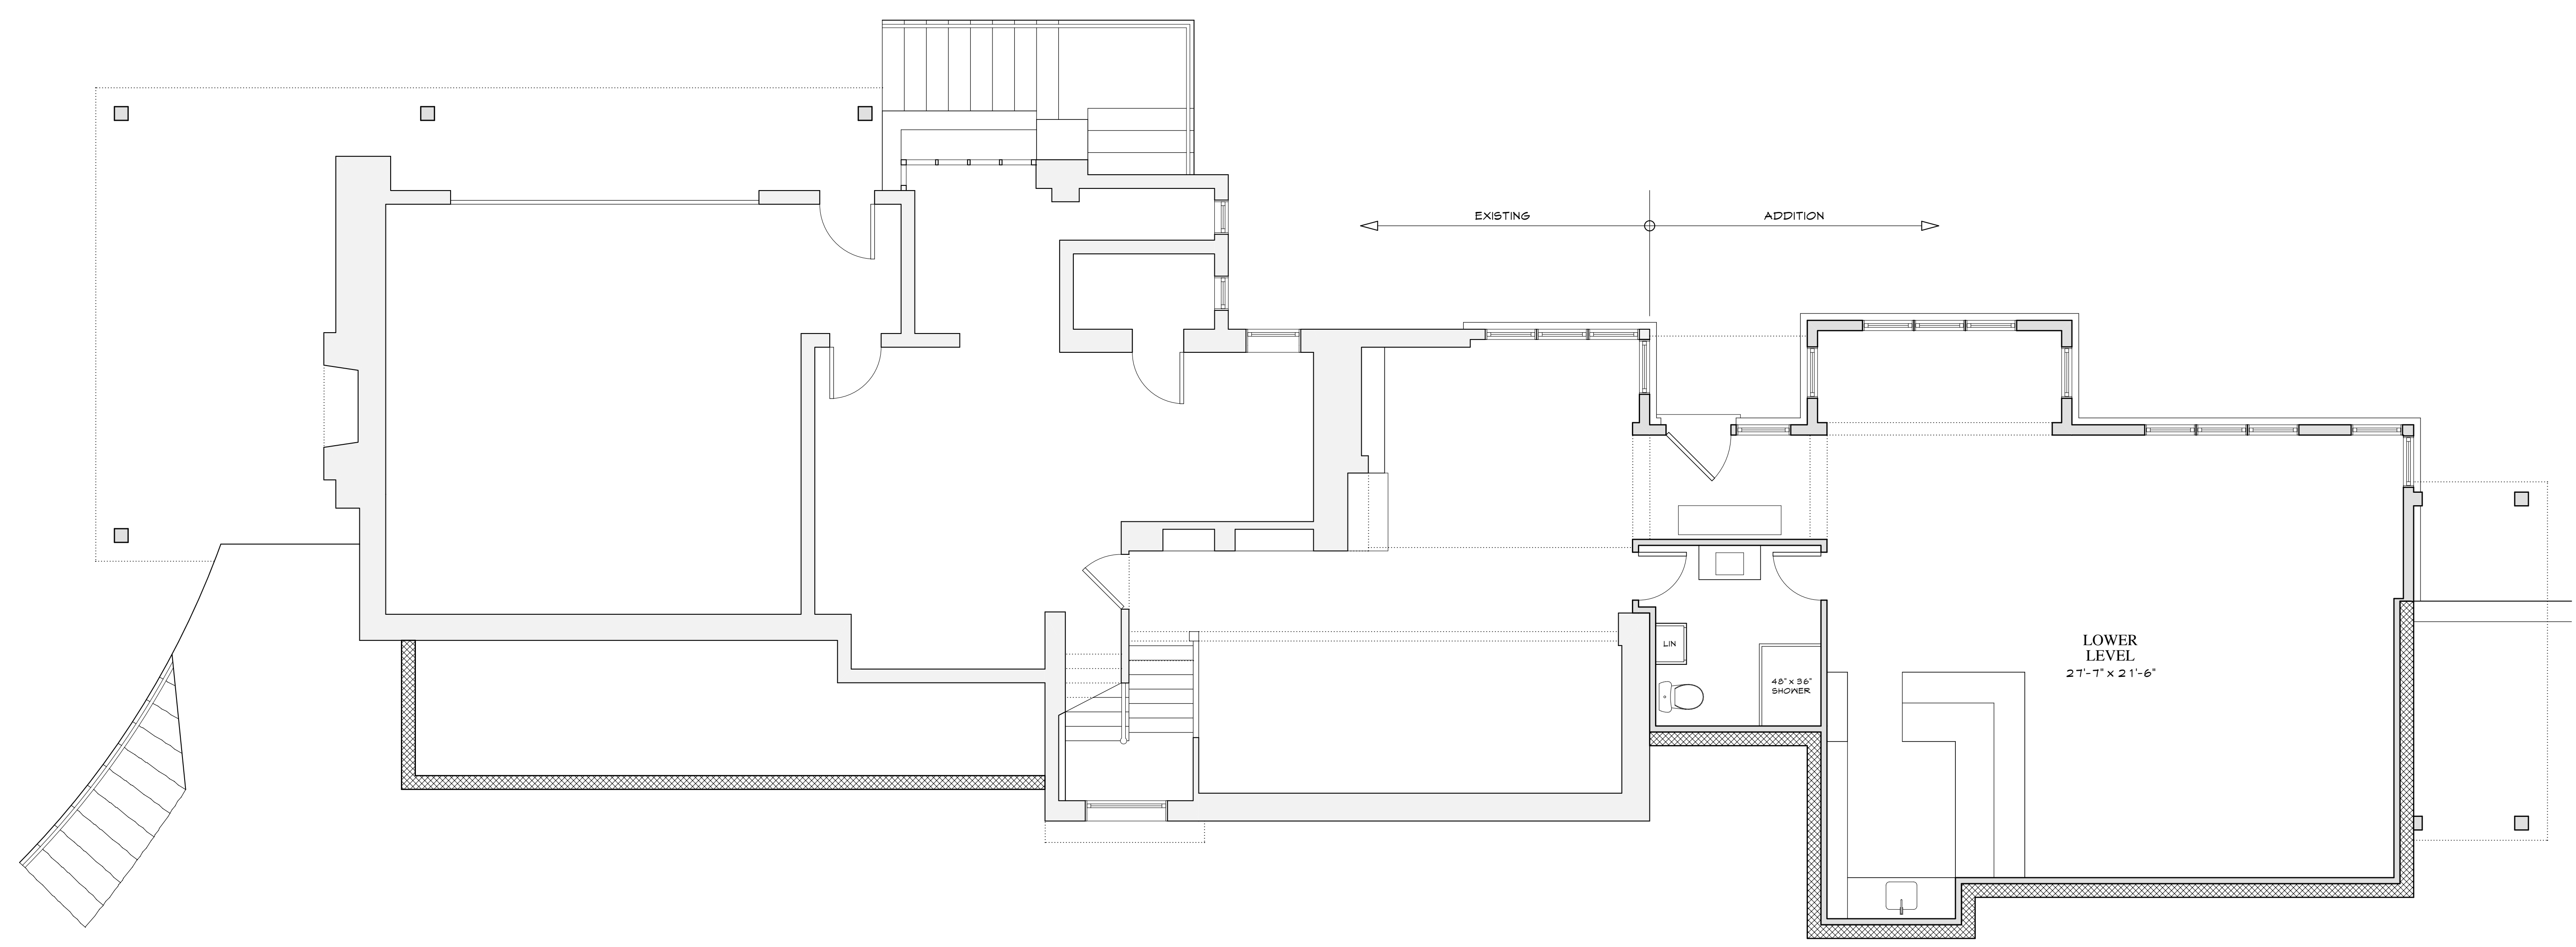 EXISTING
ADDITION
LOWER
LEVEL
27'-7" x 21'-6"
LIN
48" x 36"
SHOWER